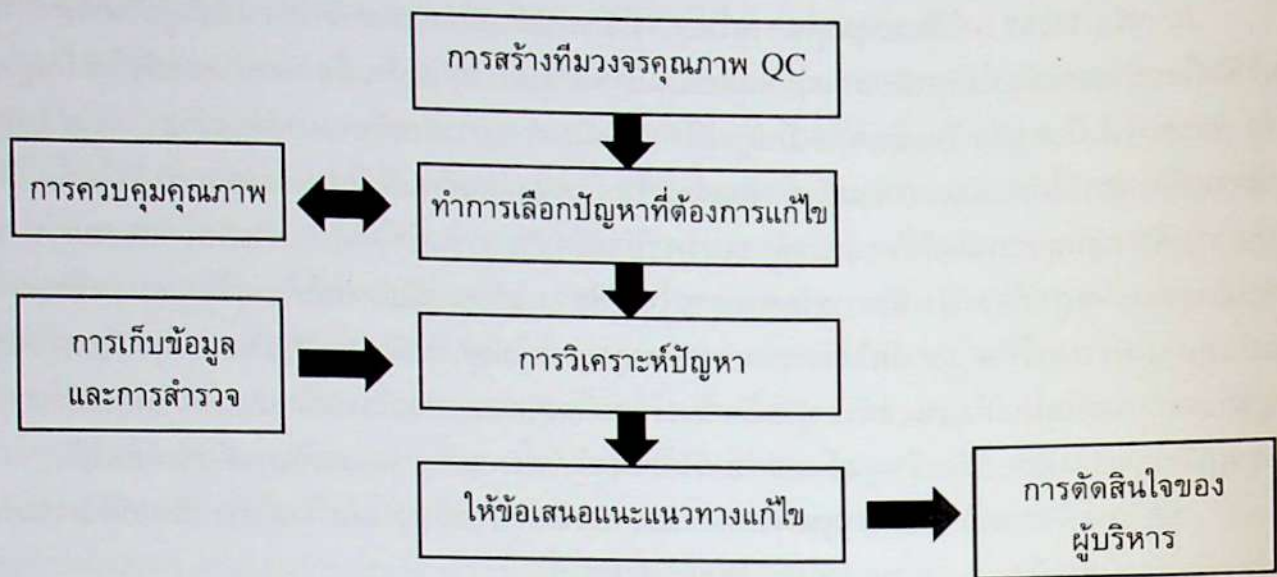 การสร้างทีมวงจรคุณภาพ QC
การควบคุมคุณภาพ
ทำการเลือกปัญหาที่ต้องการแก้ไข
การเก็บข้อมูล
และการสำรวจ
การวิเคราะห์ปัญหา
ให้ข้อเสนอแนะแนวทางแก้ไข
การตัดสินใจของ
ผู้บริหาร